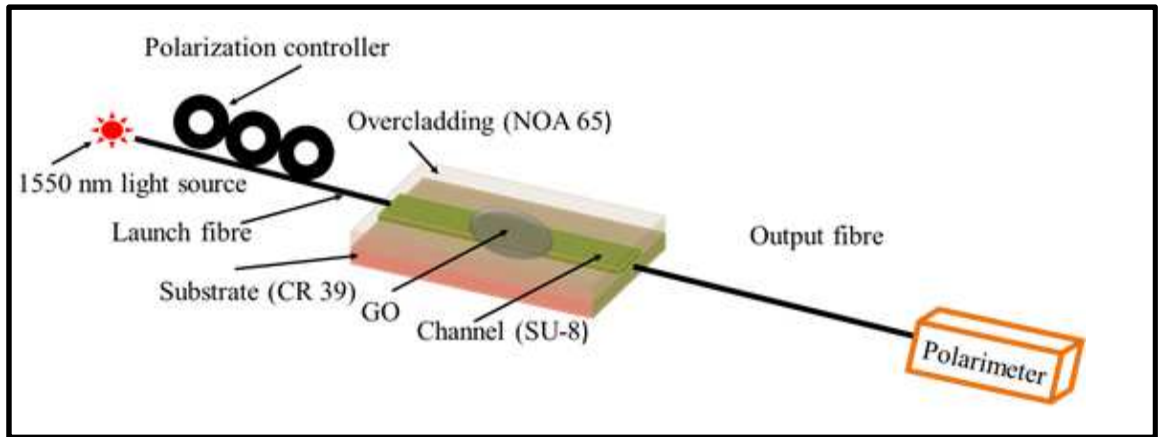 Polarization controller
Overcladding (NOA 65)
1550 nm light source
Launch fibre
Output fibre
Substrate (CR 39)
GO
Channel (SU-8)
Polarimeter